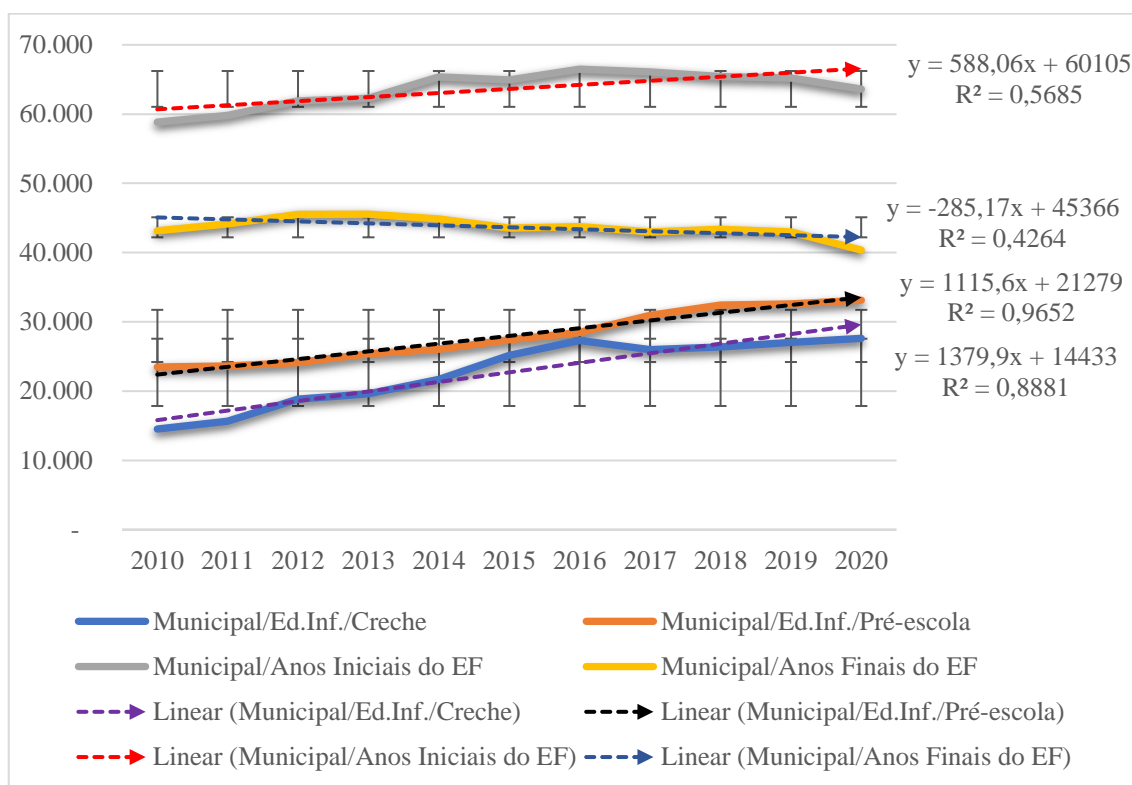 70.000
60.000
50.000
40.000
30.000
20.000
10.000
-
y = 588,06x + 60105
R² = 0,5685
y = -285,17x + 45366
R² = 0,4264
y = 1115,6x + 21279
R² = 0,9652
y = 1379,9x + 14433
R² = 0,8881
2010 2011 2012 2013 2014 2015 2016 2017 2018 2019 2020
Municipal/Ed.Inf./Creche Municipal/Ed.Inf./Pré-escola
Municipal/Anos Iniciais do EF Municipal/Anos Finais do EF
Linear (Municipal/Ed.Inf./Creche) Linear (Municipal/Ed.Inf./Pré-escola)
Linear (Municipal/Anos Iniciais do EF) Linear (Municipal/Anos Finais do EF)